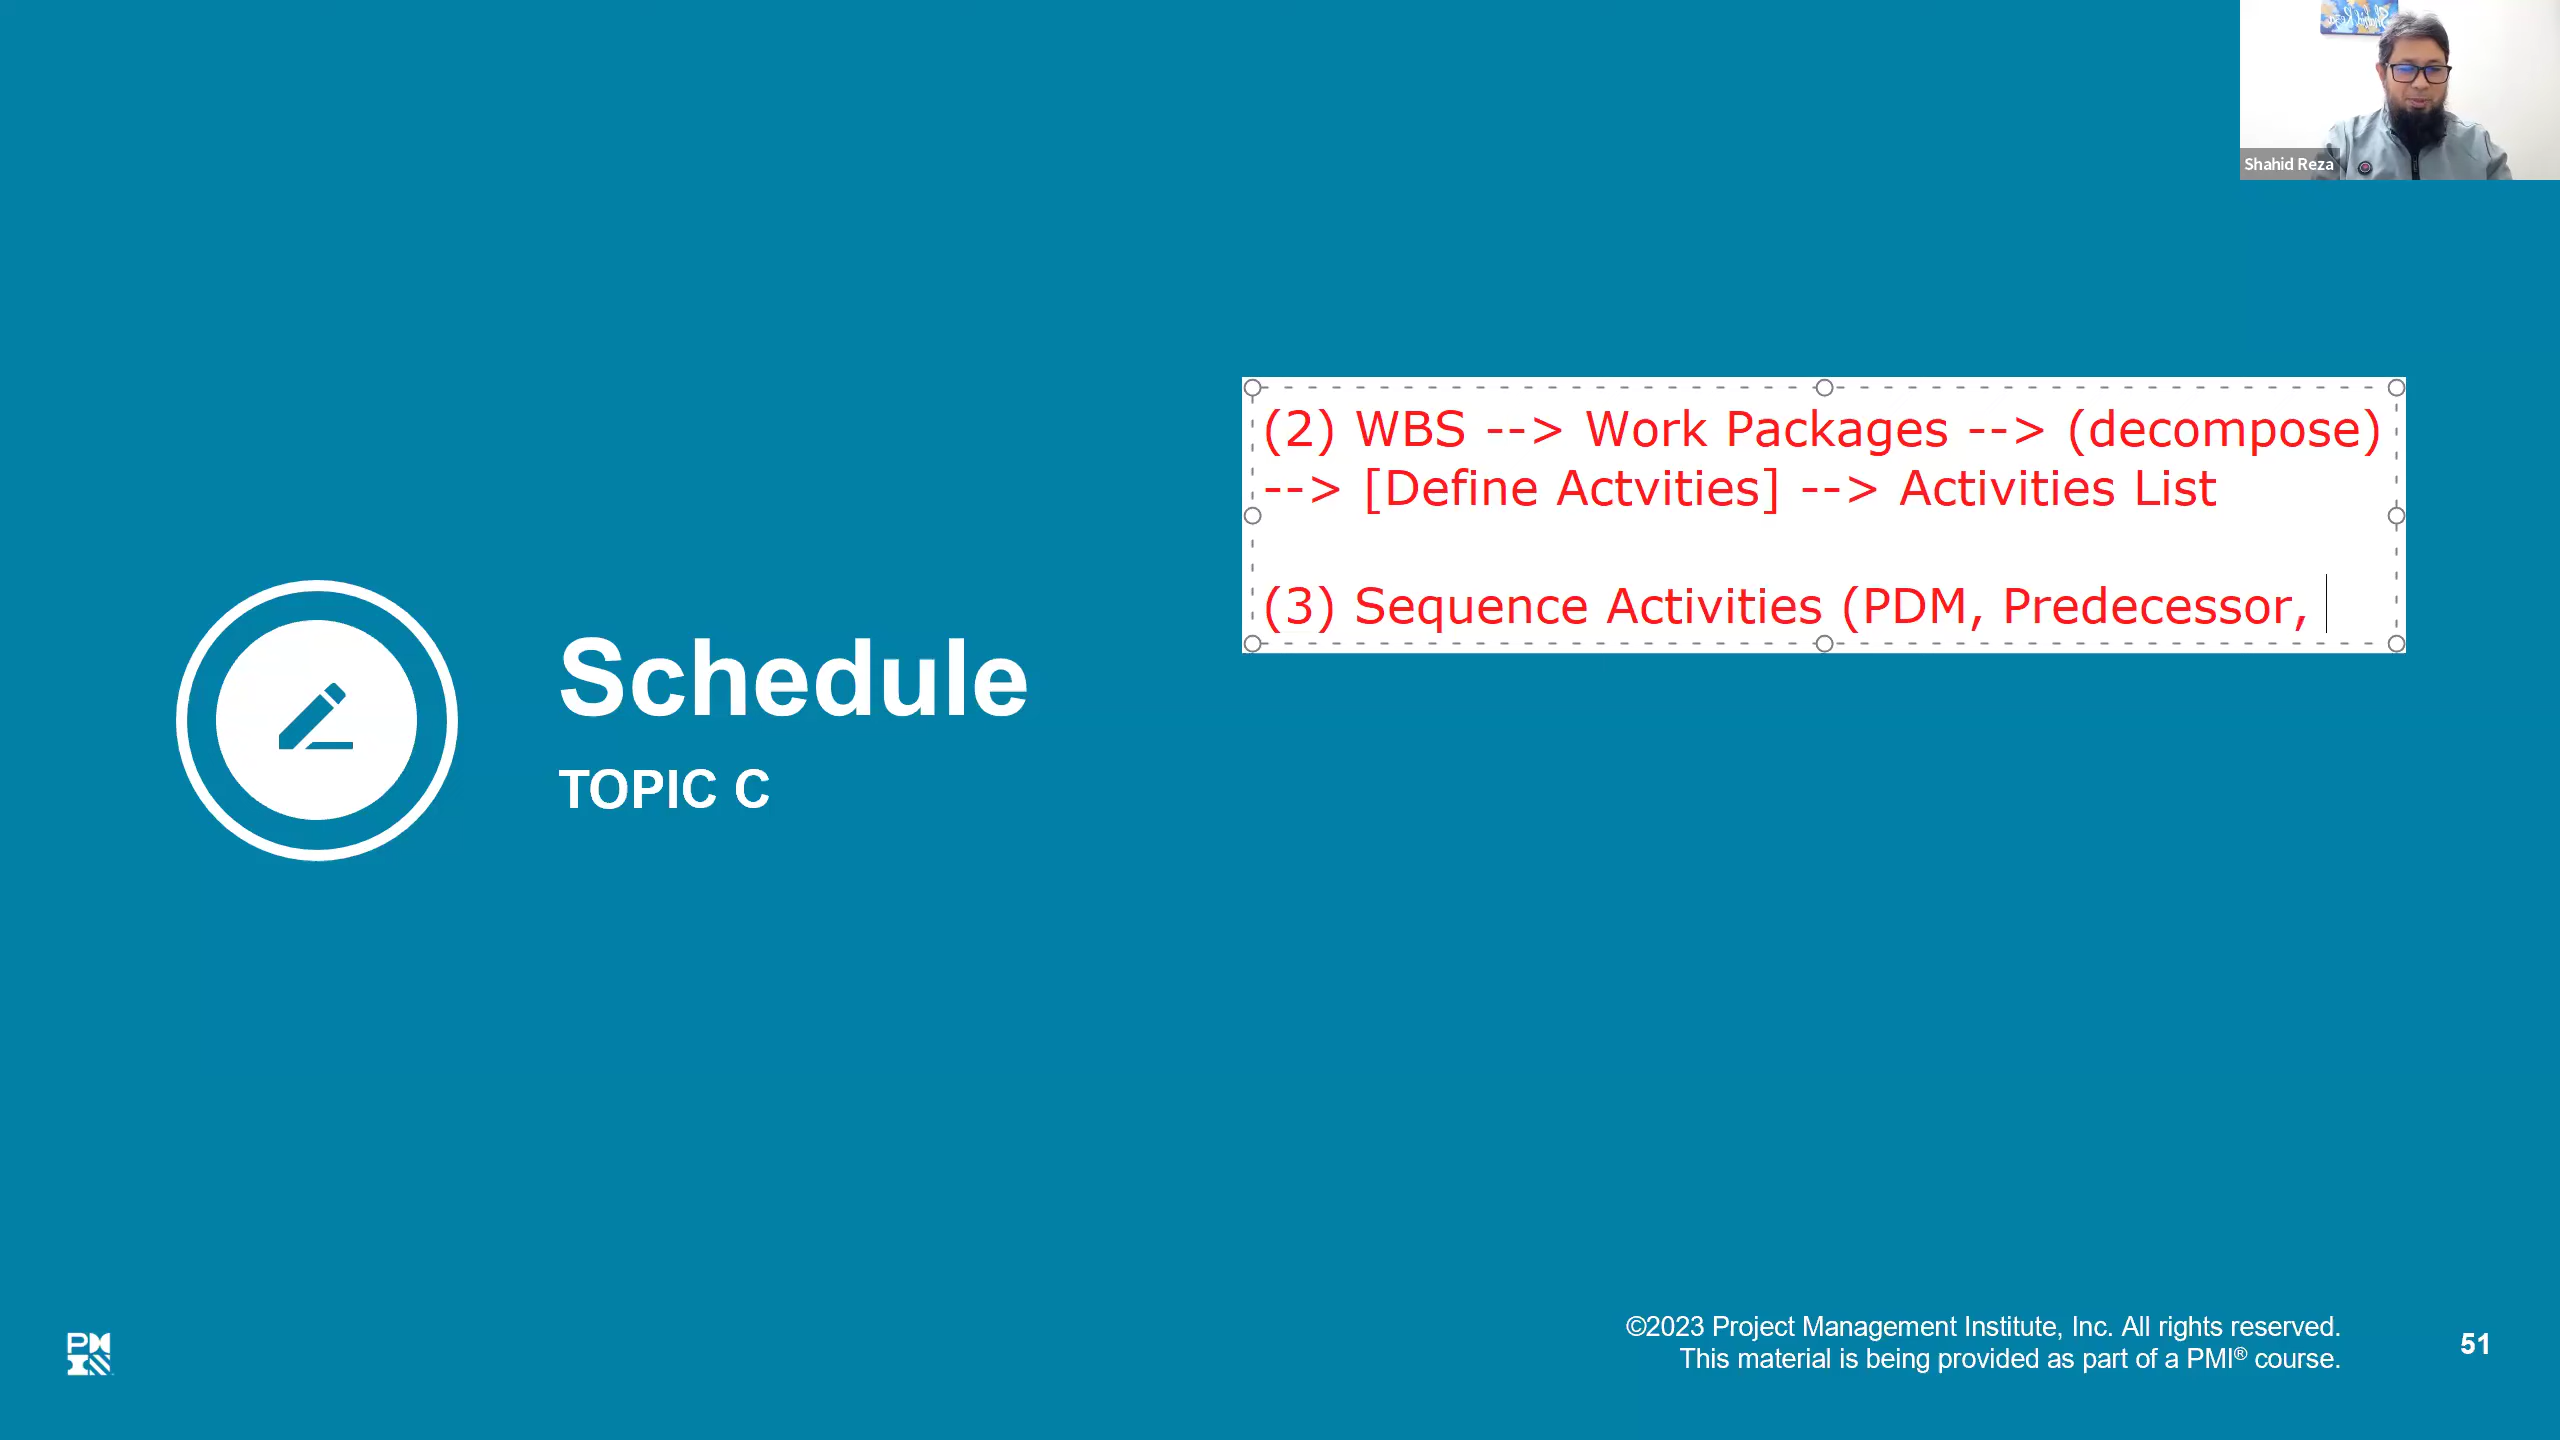 Shahid Reza
(2) WBS --> Work Packages --> (decompose)
--> [Define Actvities] --> Activities List
(3) Sequence Activities (PDM, Predecessor,
Schedule
TOPIC C
©2023 Project Management Institute, Inc. All rights reserved.
This material is being provided as part of a PMI® course.
51